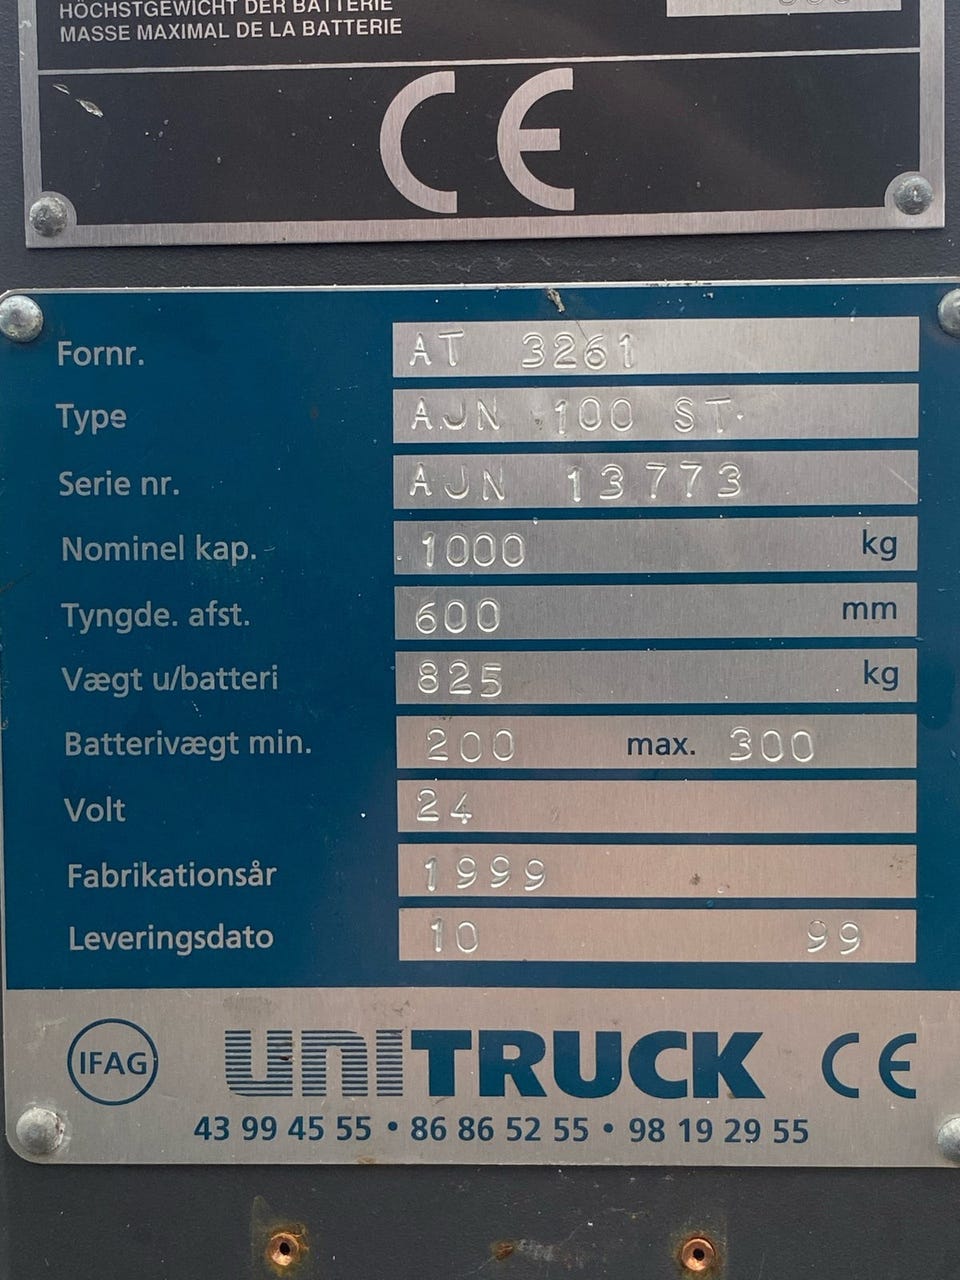 HÖCHSTGEWICHT DER BATTERIE
MASSE MAXIMAL DE LA BATTERIE
CE
Fornr. AT 3261
Type AJN 100 ST
Serie nr. AJN 13773
Nominel kap. 1000 kg
Tyngde. afst. 600 mm
Vægt u/batteri 825 kg
Batterivægt min. 200 max. 300
Volt 24
Fabrikationsår 1999
Leveringsdato 10 99
IFAG UNITRUCK CE
43 99 45 55 • 86 86 52 55 • 98 19 29 55